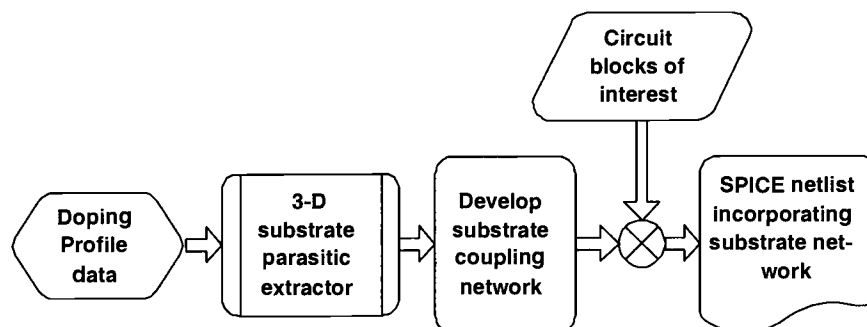 Circuit
blocks of
interest
Doping
Profile
data
3-D
substrate
parasitic
extractor
Develop
substrate
coupling
network
SPICE netlist
incorporating
substrate net-
work